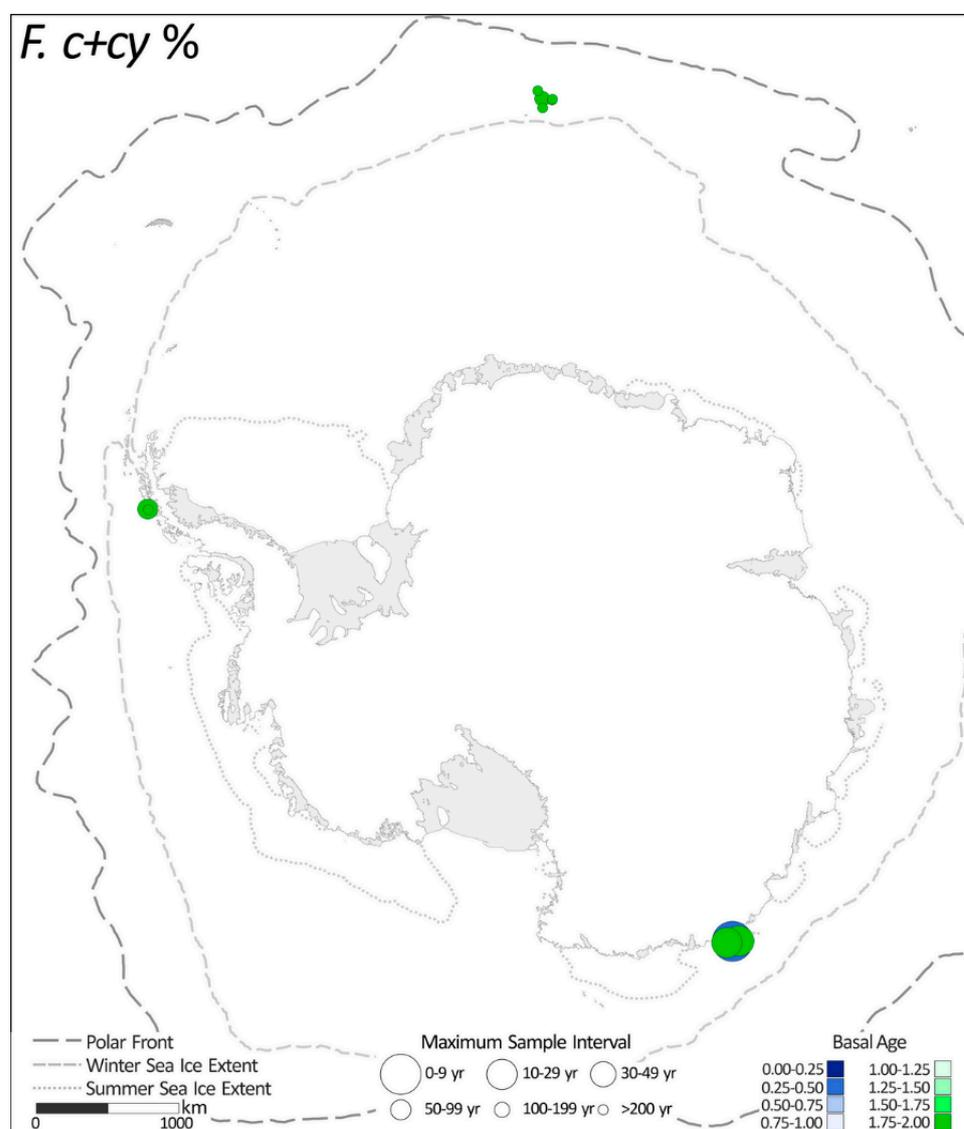 F. c+cy %
Polar Front
Winter Sea Ice Extent
Summer Sea Ice Extent
km
0 1000
Maximum Sample Interval
0-9 yr 10-29 yr 30-49 yr
50-99 yr 100-199 yr >200 yr
Basal Age
0.00-0.25 1.00-1.25
0.25-0.50 1.25-1.50
0.50-0.75 1.50-1.75
0.75-1.00 1.75-2.00